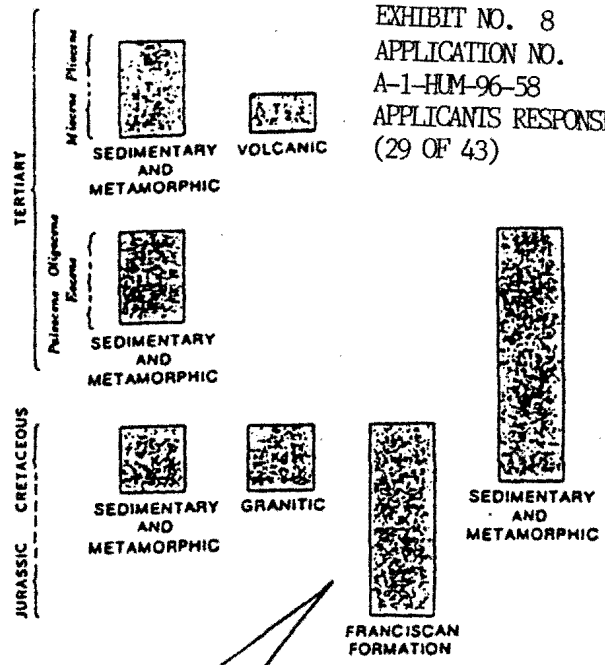 EXHIBIT NO. 8
APPLICATION NO.
A-1-HUM-96-58
APPLICANTS RESPONSE
(29 OF 43)
TERTIARY
Miocene Pliocene
SEDIMENTARY
AND
METAMORPHIC
VOLCANIC
Paleocene Oligocene
Eocene
SEDIMENTARY
AND
METAMORPHIC
JURASSIC CRETACEOUS
SEDIMENTARY
AND
METAMORPHIC
GRANITIC
SEDIMENTARY
AND
METAMORPHIC
FRANCISCAN
FORMATION